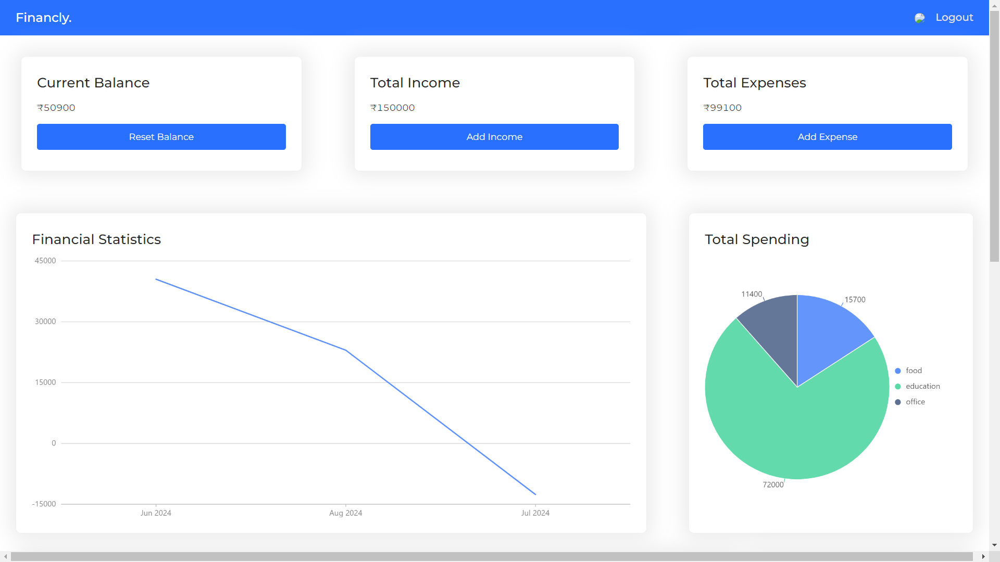 Financly.
Logout
Current Balance
₹50900
Reset Balance
Total Income
₹150000
Add Income
Total Expenses
₹99100
Add Expense
Financial Statistics
45000
30000
15000
0
-15000
Jun 2024
Aug 2024
Jul 2024
Total Spending
11400
15700
72000
food
education
office